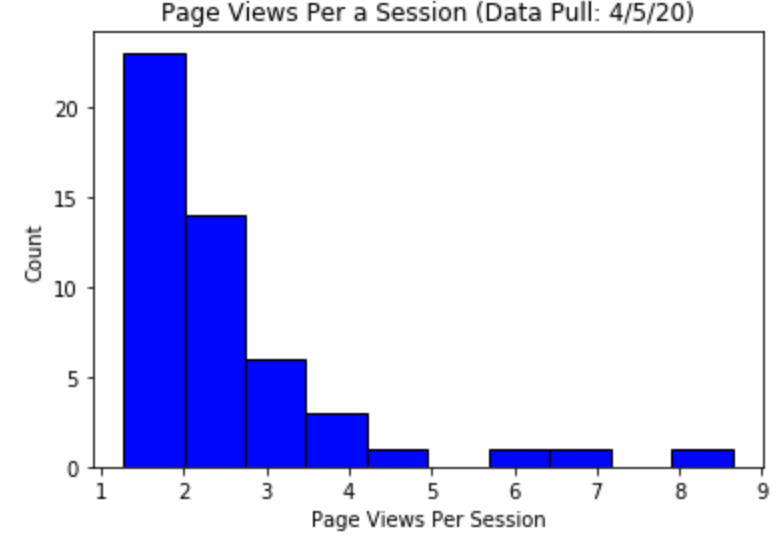 Page Views Per a Session (Data Pull: 4/5/20)
20
15
10
5
0
Count
1 2 3 4 5 6 7 8 9
Page Views Per Session